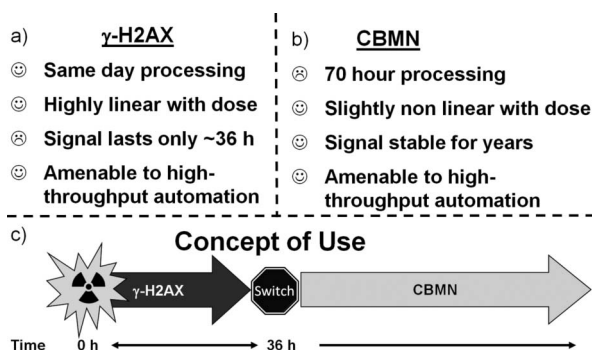 a) γ-H2AX
☺ Same day processing
☺ Highly linear with dose
☹ Signal lasts only ~36 h
☺ Amenable to high-
throughput automation
b) CBMN
☹ 70 hour processing
☺ Slightly non linear with dose
☺ Signal stable for years
☺ Amenable to high-
throughput automation
c) Concept of Use
γ-H2AX Switch CBMN
Time 0 h 36 h